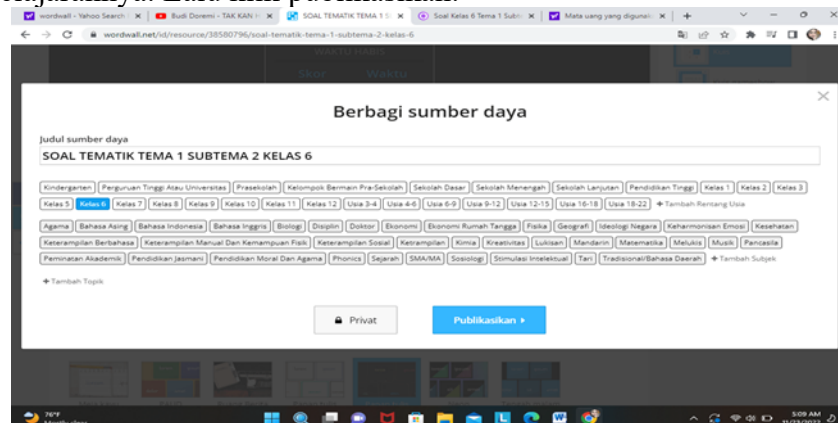 wordwall - Yahoo Search
Budi Doremi - TAK KAN
SOAL TEMATIK TEMA 1
Soal Kelas 6 Tema 1
Mata uang yang
wordwall.net/id/resource/38580796/soal-tematik-tema-1-subtema-2-kelas-6
WAKTU HABIS
Skor Waktu
Berbagi sumber daya
Judul sumber daya
SOAL TEMATIK TEMA 1 SUBTEMA 2 KELAS 6
Kindergarten Perguruan Tinggi Atau Universitas Prasekolah Kelompok Bermain Pra-Sekolah Sekolah Dasar Sekolah Menengah Sekolah Lanjutan Pendidikan Tinggi Kelas 1 Kelas 2 Kelas 3
Kelas 5 Kelas 6 Kelas 7 Kelas 8 Kelas 9 Kelas 10 Kelas 11 Kelas 12 Usia 3-4 Usia 4-6 Usia 6-9 Usia 9-12 Usia 12-15 Usia 16-18 Usia 18-22 + Tambah Rentang Usia
Agama Bahasa Asing Bahasa Indonesia Bahasa Inggris Biologi Disiplin Doktor Ekonomi Ekonomi Rumah Tangga Fisika Geografi Ideologi Negara Keharmonisan Emosi Kesehatan
Keterampilan Berbahasa Keterampilan Manual Dan Kemampuan Fisik Keterampilan Sosial Ketrampilan Kimia Kreativitas Lukisan Mandarin Matematika Melukis Musik Pancasila
Peminatan Akademik Pendidikan Jasmani Pendidikan Moral Dan Agama Phonics Sejarah SMA/MA Sosiologi Stimulasi Intelektual Tari Tradisional/Bahasa Daerah + Tambah Subjek
+ Tambah Topik
Privat
Publikasikan
76°F
5:09 AM